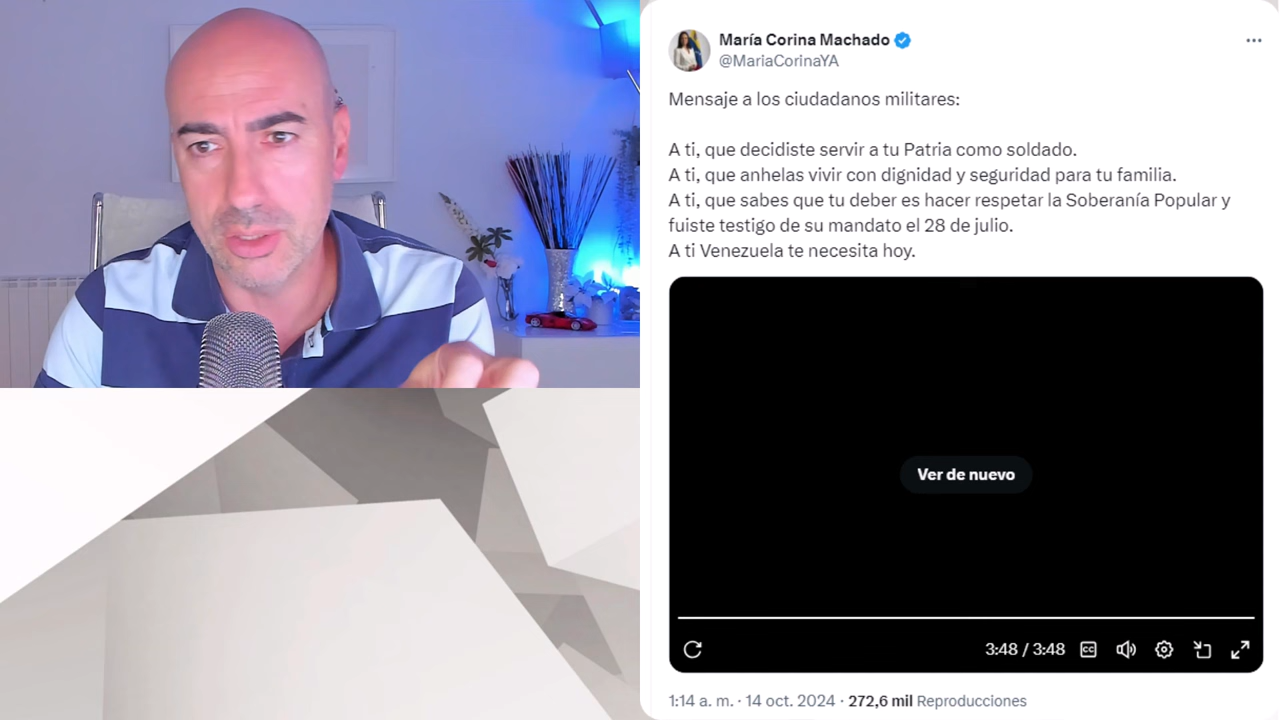 María Corina Machado
@MariaCorinaYA
Mensaje a los ciudadanos militares:
A ti, que decidiste servir a tu Patria como soldado.
A ti, que anhelas vivir con dignidad y seguridad para tu familia.
A ti, que sabes que tu deber es hacer respetar la Soberanía Popular y
fuiste testigo de su mandato el 28 de julio.
A ti Venezuela te necesita hoy.
Ver de nuevo
3:48 / 3:48 CC
1:14 a. m. · 14 oct. 2024 · 272,6 mil Reproducciones